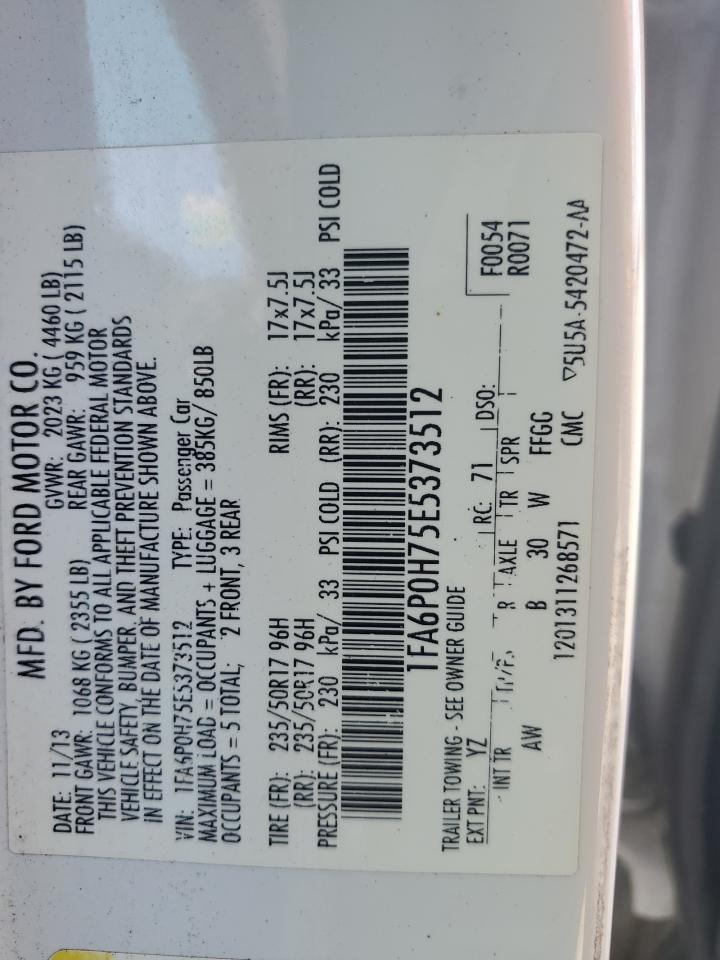 MFD. BY FORD MOTOR CO.
DATE: 11/13 GVWR: 2023 KG ( 4460 LB)
FRONT GAWR: 1068 KG ( 2355 LB) REAR GAWR: 959 KG ( 2115 LB)
THIS VEHICLE CONFORMS TO ALL APPLICABLE FEDERAL MOTOR
VEHICLE SAFETY, BUMPER, AND THEFT PREVENTION STANDARDS
IN EFFECT ON THE DATE OF MANUFACTURE SHOWN ABOVE.
VIN: 1FA6P0H75E5373512 TYPE: Passenger Car
MAXIMUM LOAD = OCCUPANTS + LUGGAGE = 385KG/ 850LB
OCCUPANTS = 5 TOTAL; 2 FRONT, 3 REAR
TIRE (FR): 235/50R17 96H RIMS (FR): 17x7.5J
(RR): 235/50R17 96H (RR): 17x7.5J
PRESSURE (FR): 230 kPa/ 33 PSI COLD (RR): 230 kPa/ 33 PSI COLD
1FA6P0H75E5373512
TRAILER TOWING - SEE OWNER GUIDE
EXT PNT: YZ RC: 71 DSO: F0054
R0071
INT TR R AXLE TR SPR
AW B 30 W FFGG
1201311268571 CMC ▽5U5A-5420472-AA